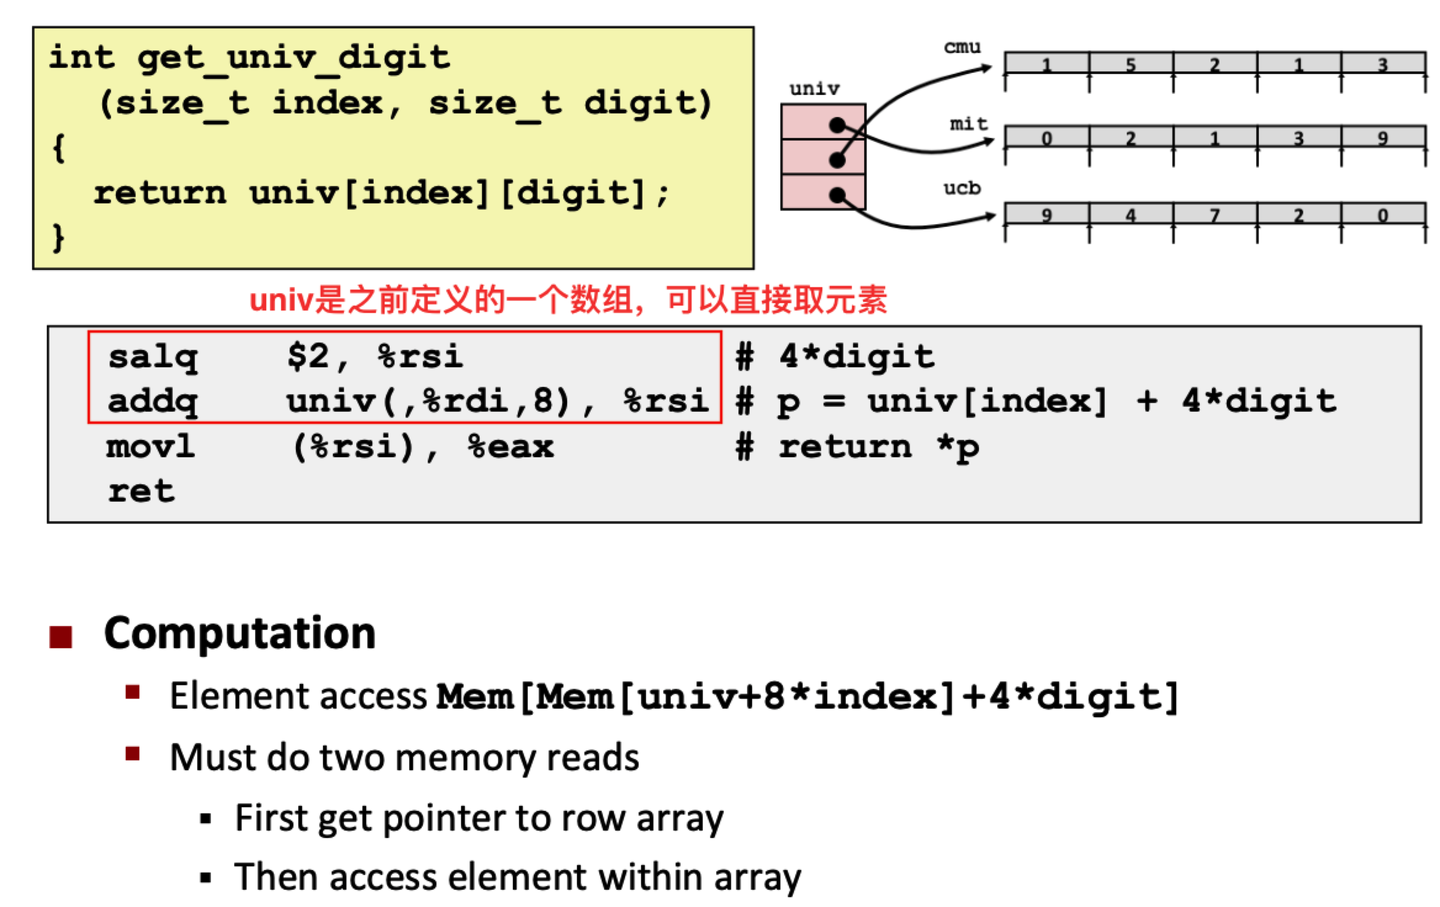 int get_univ_digit
(size_t index, size_t digit)
{
return univ[index][digit];
}
univ
cmu
1 5 2 1 3
mit
0 2 1 3 9
ucb
9 4 7 2 0
univ是之前定义的一个数组，可以直接取元素
salq $2, %rsi # 4*digit
addq univ(,%rdi,8), %rsi # p = univ[index] + 4*digit
movl (%rsi), %eax # return *p
ret
Computation
Element access Mem[Mem[univ+8*index]+4*digit]
Must do two memory reads
First get pointer to row array
Then access element within array